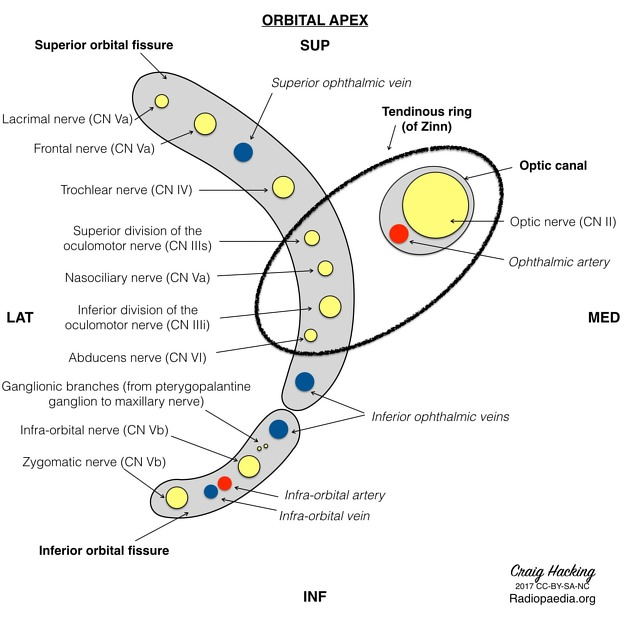 ORBITAL APEX
SUP
Superior orbital fissure
Superior ophthalmic vein
Lacrimal nerve (CN Va)
Frontal nerve (CN Va)
Trochlear nerve (CN IV)
Superior division of the
oculomotor nerve (CN IIIs)
Nasociliary nerve (CN Va)
Inferior division of the
oculomotor nerve (CN IIIi)
Abducens nerve (CN VI)
Tendinous ring
(of Zinn)
Optic canal
Optic nerve (CN II)
Ophthalmic artery
LAT
MED
Ganglionic branches (from pterygopalantine
ganglion to maxillary nerve)
Infra-orbital nerve (CN Vb)
Zygomatic nerve (CN Vb)
Inferior ophthalmic veins
Infra-orbital artery
Infra-orbital vein
Inferior orbital fissure
INF
Craig Hacking
2017 CC-BY-SA-NC
Radiopaedia.org